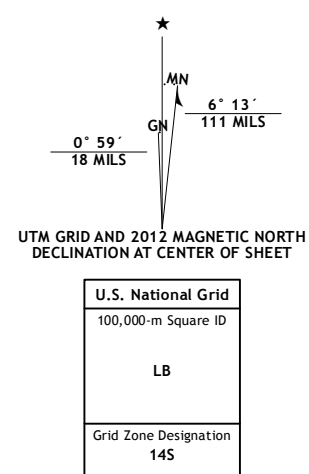 MN
GN
6° 13´
111 MILS
0° 59´
18 MILS
UTM GRID AND 2012 MAGNETIC NORTH
DECLINATION AT CENTER OF SHEET
U.S. National Grid
100,000-m Square ID
LB
Grid Zone Designation
14S